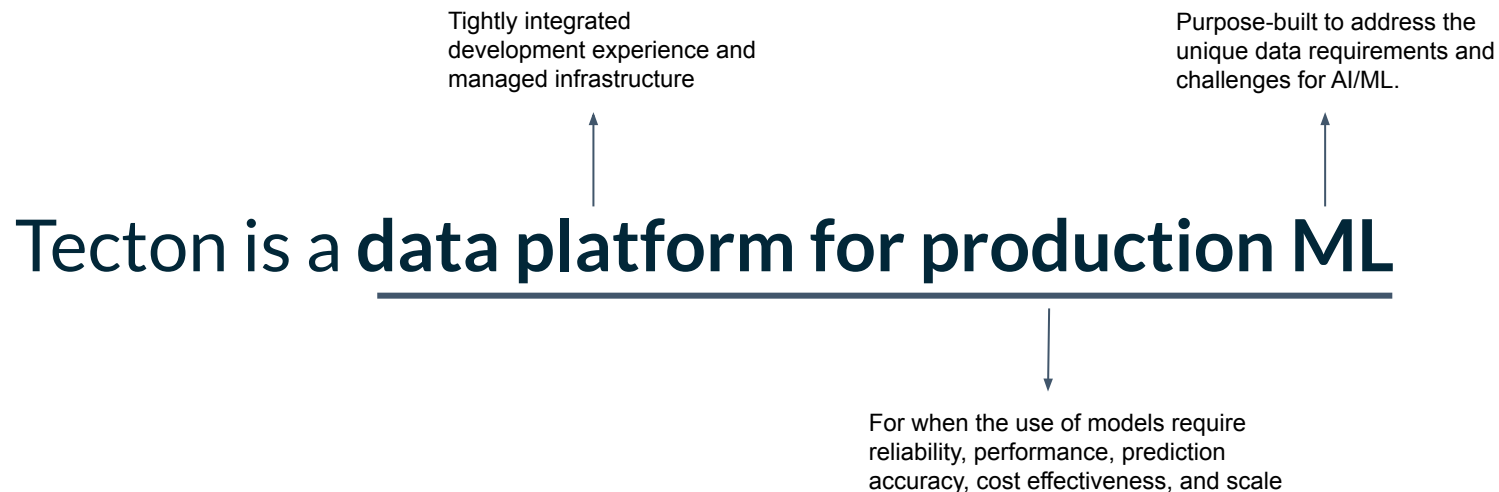 Tightly integrated
development experience and
managed infrastructure
Purpose-built to address the
unique data requirements and
challenges for AI/ML.
Tecton is a data platform for production ML
For when the use of models require
reliability, performance, prediction
accuracy, cost effectiveness, and scale